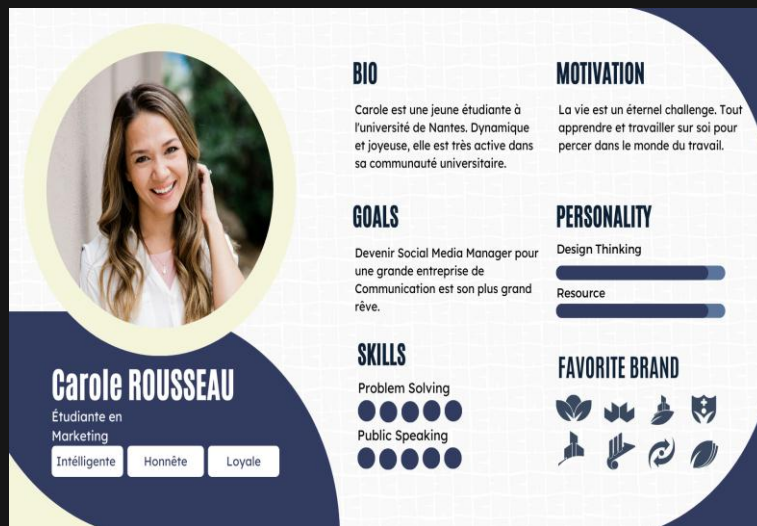 BIO
Carole est une jeune étudiante à
l'université de Nantes. Dynamique
et joyeuse, elle est très active dans
sa communauté universitaire.
MOTIVATION
La vie est un éternel challenge. Tout
apprendre et travailler sur soi pour
percer dans le monde du travail.
GOALS
Devenir Social Media Manager pour
une grande entreprise de
Communication est son plus grand
rêve.
PERSONALITY
Design Thinking
Resource
SKILLS
Problem Solving
Public Speaking
FAVORITE BRAND
Carole ROUSSEAU
Étudiante en
Marketing
Intélligente
Honnête
Loyale